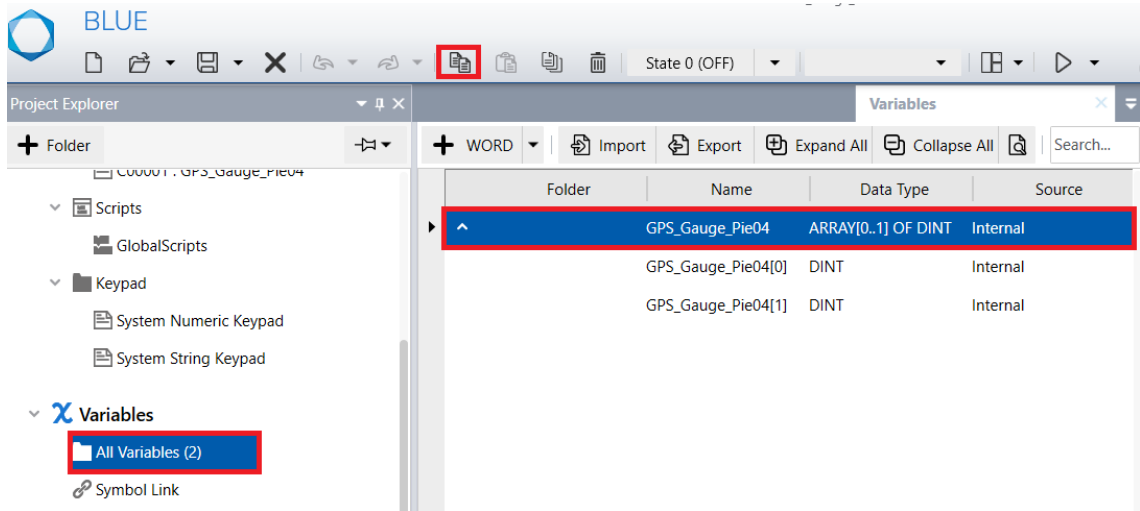 BLUE
State 0 (OFF)
Project Explorer
Variables
Folder
WORD
Import
Export
Expand All
Collapse All
Search...
C00001 : GPS_Gauge_Pie04
Scripts
GlobalScripts
Keypad
System Numeric Keypad
System String Keypad
Variables
All Variables (2)
Symbol Link
Folder Name Data Type Source
GPS_Gauge_Pie04 ARRAY[0..1] OF DINT Internal
GPS_Gauge_Pie04[0] DINT Internal
GPS_Gauge_Pie04[1] DINT Internal